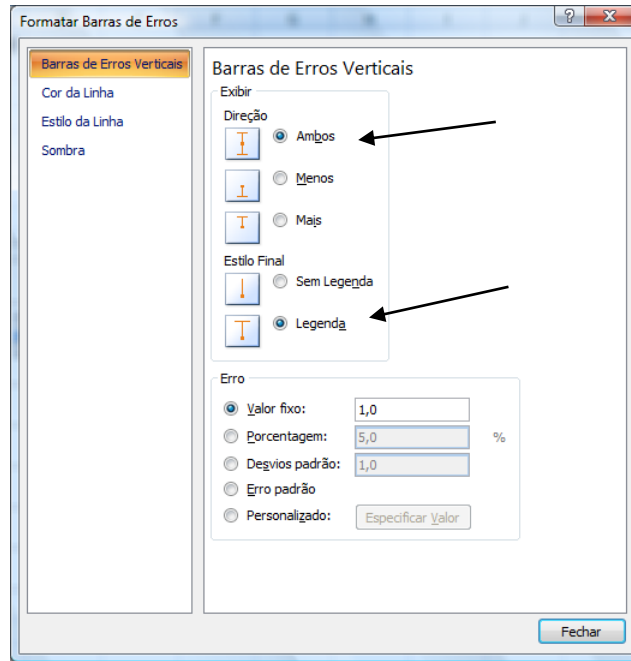 Formatar Barras de Erros
Barras de Erros Verticais
Cor da Linha
Estilo da Linha
Sombra
Barras de Erros Verticais
Exibir
Direção
Ambos
Menos
Mais
Estilo Final
Sem Legenda
Legenda
Erro
Valor fixo: 1,0
Porcentagem: 5,0 %
Desvios padrão: 1,0
Erro padrão
Personalizado: Especificar Valor
Fechar